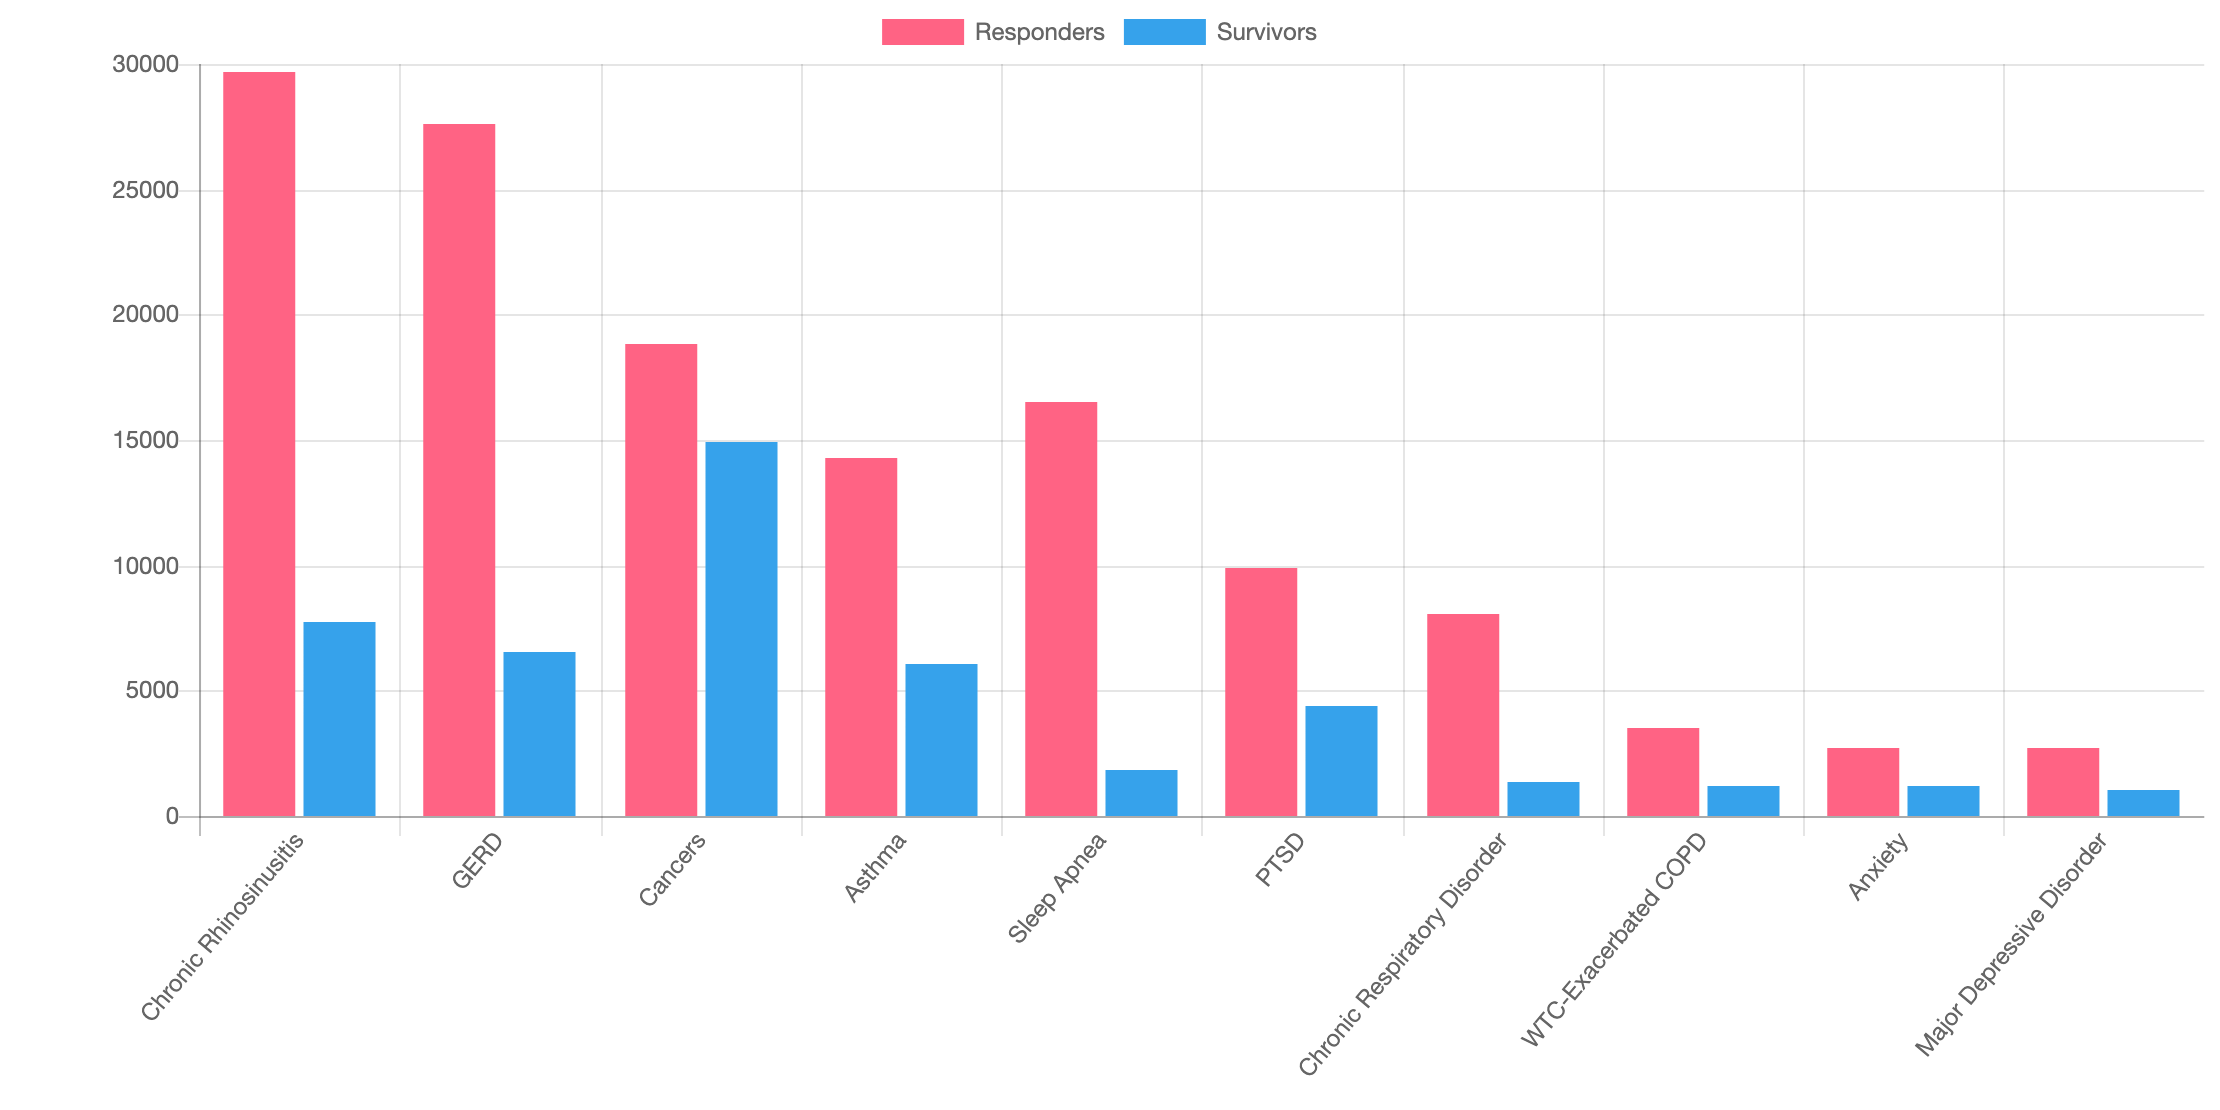 Responders Survivors
30000
25000
20000
15000
10000
5000
0
Chronic Rhinosinusitis
GERD
Cancers
Asthma
Sleep Apnea
PTSD
Chronic Respiratory Disorder
WTC-Exacerbated COPD
Anxiety
Major Depressive Disorder